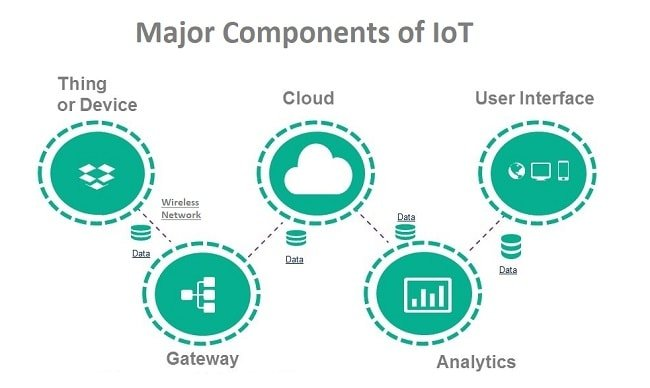 Major Components of IoT
Thing
or Device
Cloud
User Interface
Wireless
Network
Data
Data
Data
Data
Gateway
Analytics